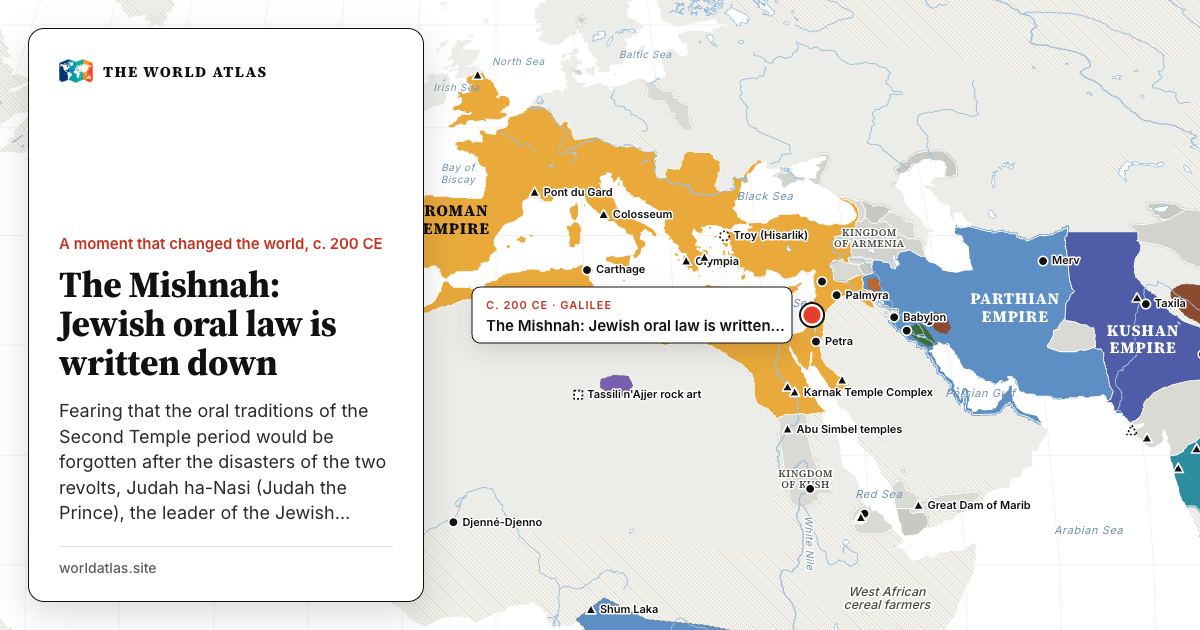 THE WORLD ATLAS
A moment that changed the world, c. 200 CE
The Mishnah:
Jewish oral law is
written down
Fearing that the oral traditions of the
Second Temple period would be
forgotten after the disasters of the two
revolts, Judah ha-Nasi (Judah the
Prince), the leader of the Jewish...
worldatlas.site
North Sea
Baltic Sea
Irish Sea
Bay of
Biscay
Pont du Gard
Black Sea
ROMAN
EMPIRE
Colosseum
Troy (Hisarlik)
KINGDOM
OF ARMENIA
Olympia
Merv
Carthage
Palmyra
C. 200 CE · GALILEE
The Mishnah: Jewish oral law is written...
PARTHIAN
EMPIRE
Taxila
Babylon
KUSHAN
EMPIRE
Petra
Tassili n'Ajjer rock art
Karnak Temple Complex
Persian Gulf
Abu Simbel temples
KINGDOM
OF KUSH
Red Sea
Great Dam of Marib
Djenné-Djenno
White Nile
Arabian Sea
West African
cereal farmers
Shum Laka